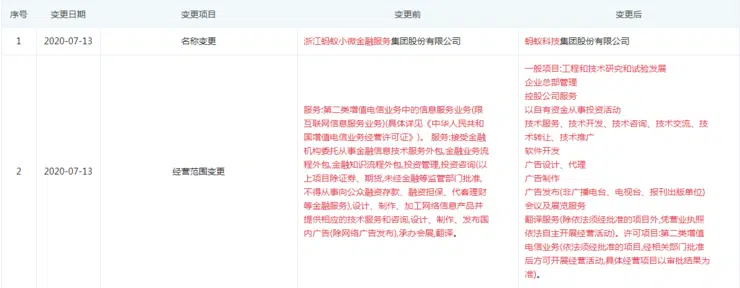 序号 变更日期 变更项目 变更前 变更后
1 2020-07-13 名称变更 浙江蚂蚁小微金融服务集团股份有限公司 蚂蚁科技集团股份有限公司
2 2020-07-13 经营范围变更
服务:第二类增值电信业务中的信息服务业务(限
互联网信息服务业务)(具体详见《中华人民共和
国增值电信业务经营许可证》)。 服务:接受金融
机构委托从事金融信息技术服务外包,金融业务流
程外包,金融知识流程外包,投资管理,投资咨询(以
上项目除证券、期货,未经金融等监管部门批准,
不得从事向公众融资存款、融资担保、代客理财
等金融服务),设计、制作、加工网络信息产品并
提供相应的技术服务和咨询,设计、制作、发布国
内广告(除网络广告发布),承办会展,翻译。
一般项目:工程和技术研究和试验发展
企业总部管理
控股公司服务
以自有资金从事投资活动
技术服务、技术开发、技术咨询、技术交流、技
术转让、技术推广
软件开发
广告设计、代理
广告制作
广告发布(非广播电台、电视台、报刊出版单位)
会议及展览服务
翻译服务(除依法须经批准的项目外,凭营业执照
依法自主开展经营活动)。许可项目:第二类增值
电信业务(依法须经批准的项目,经相关部门批准
后方可开展经营活动,具体经营项目以审批结果为
准)。